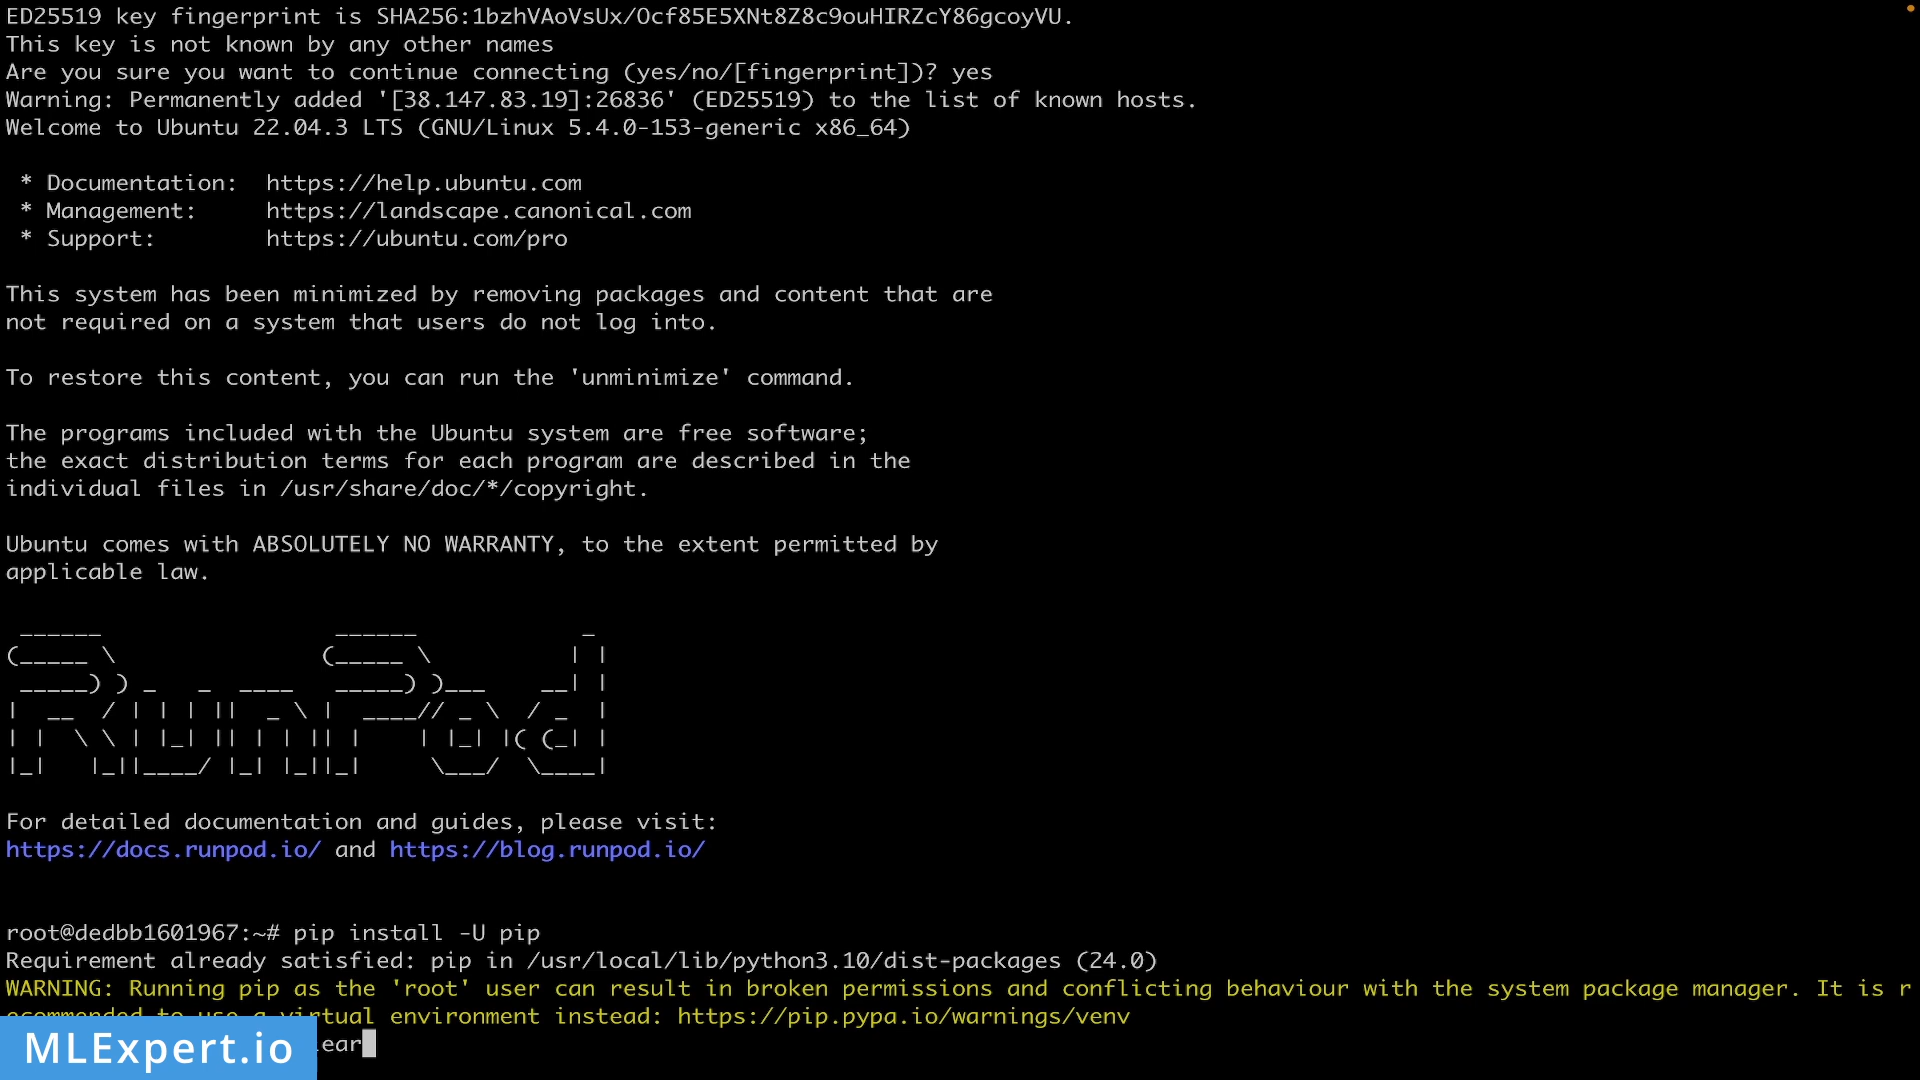 ED25519 key fingerprint is SHA256:1bzhVAoVsUx/Ocf85E5XNt8Z8c9ouHIRZcY86gcoyVU.
This key is not known by any other names
Are you sure you want to continue connecting (yes/no/[fingerprint])? yes
Warning: Permanently added '[38.147.83.19]:26836' (ED25519) to the list of known hosts.
Welcome to Ubuntu 22.04.3 LTS (GNU/Linux 5.4.0-153-generic x86_64)
* Documentation: https://help.ubuntu.com
* Management: https://landscape.canonical.com
* Support: https://ubuntu.com/pro
This system has been minimized by removing packages and content that are
not required on a system that users do not log into.
To restore this content, you can run the 'unminimize' command.
The programs included with the Ubuntu system are free software;
the exact distribution terms for each program are described in the
individual files in /usr/share/doc/*/copyright.
Ubuntu comes with ABSOLUTELY NO WARRANTY, to the extent permitted by
applicable law.
RunPod
For detailed documentation and guides, please visit:
https://docs.runpod.io/ and https://blog.runpod.io/
root@dedbb1601967:~# pip install -U pip
Requirement already satisfied: pip in /usr/local/lib/python3.10/dist-packages (24.0)
WARNING: Running pip as the 'root' user can result in broken permissions and conflicting behaviour with the system package manager. It is r
ecommended to use a virtual environment instead: https://pip.pypa.io/warnings/venv
lear
MLExpert.io